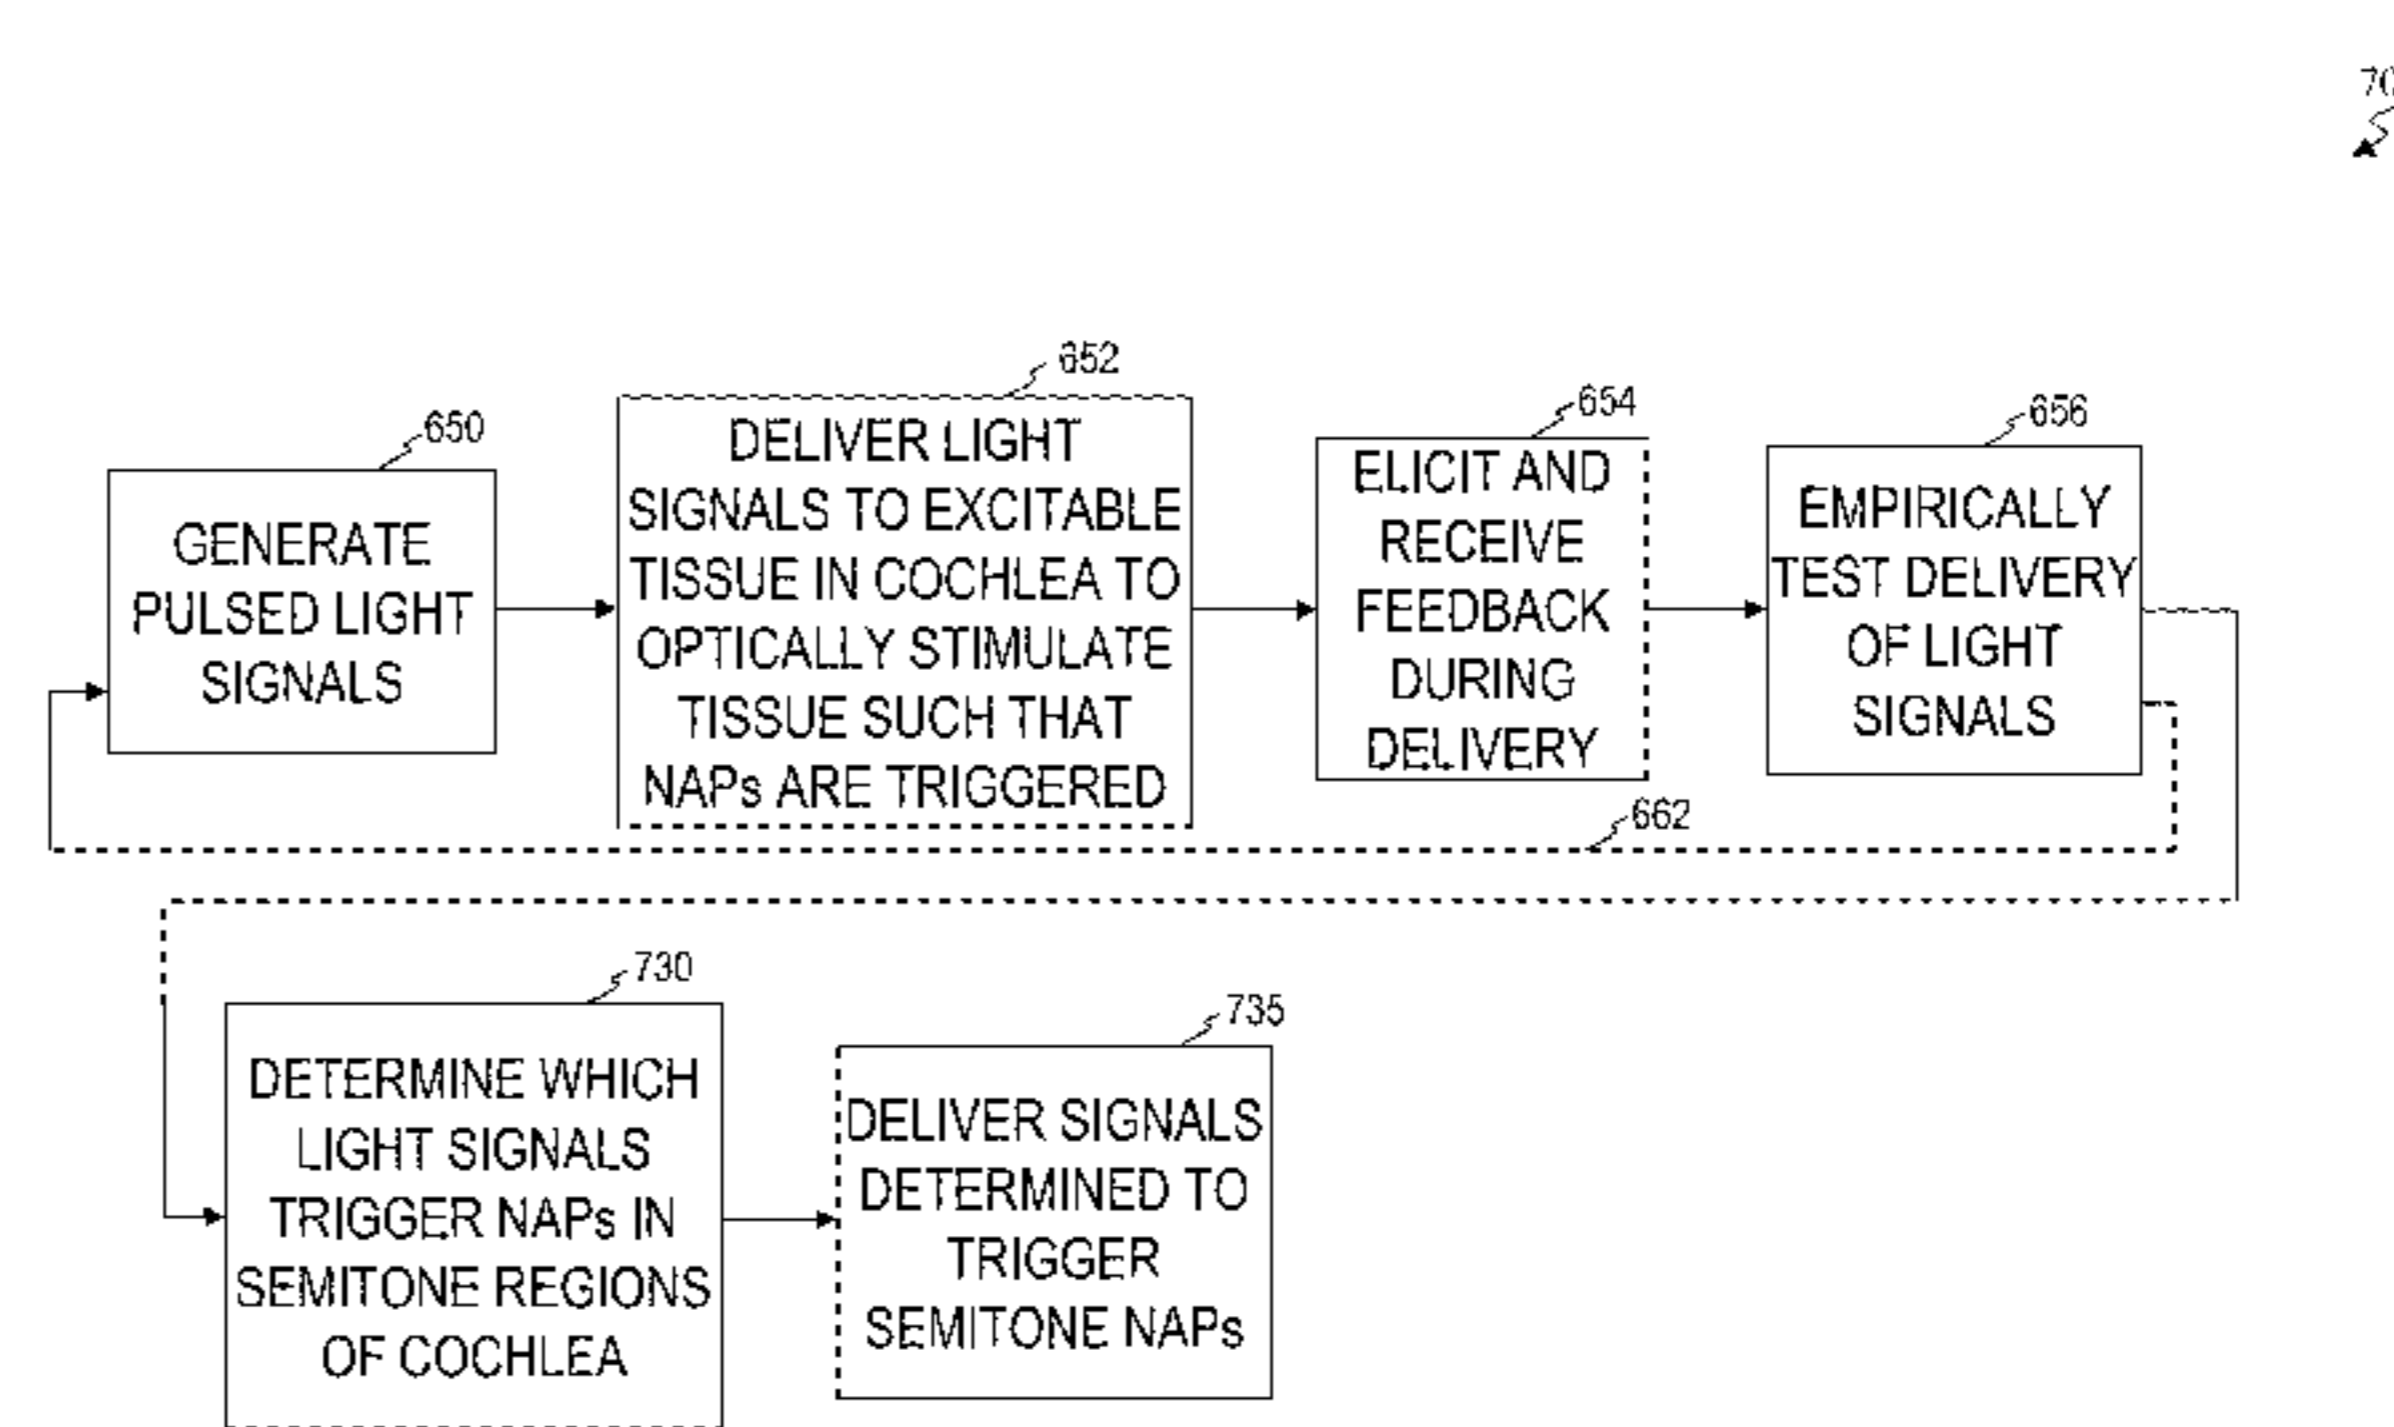 650
GENERATE
PULSED LIGHT
SIGNALS
652
DELIVER LIGHT
SIGNALS TO EXCITABLE
TISSUE IN COCHLEA TO
OPTICALLY STIMULATE
TISSUE SUCH THAT
NAPs ARE TRIGGERED
654
ELICIT AND
RECEIVE
FEEDBACK
DURING
DELIVERY
656
EMPIRICALLY
TEST DELIVERY
OF LIGHT
SIGNALS
662
730
DETERMINE WHICH
LIGHT SIGNALS
TRIGGER NAPs IN
SEMITONE REGIONS
OF COCHLEA
735
DELIVER SIGNALS
DETERMINED TO
TRIGGER
SEMITONE NAPs